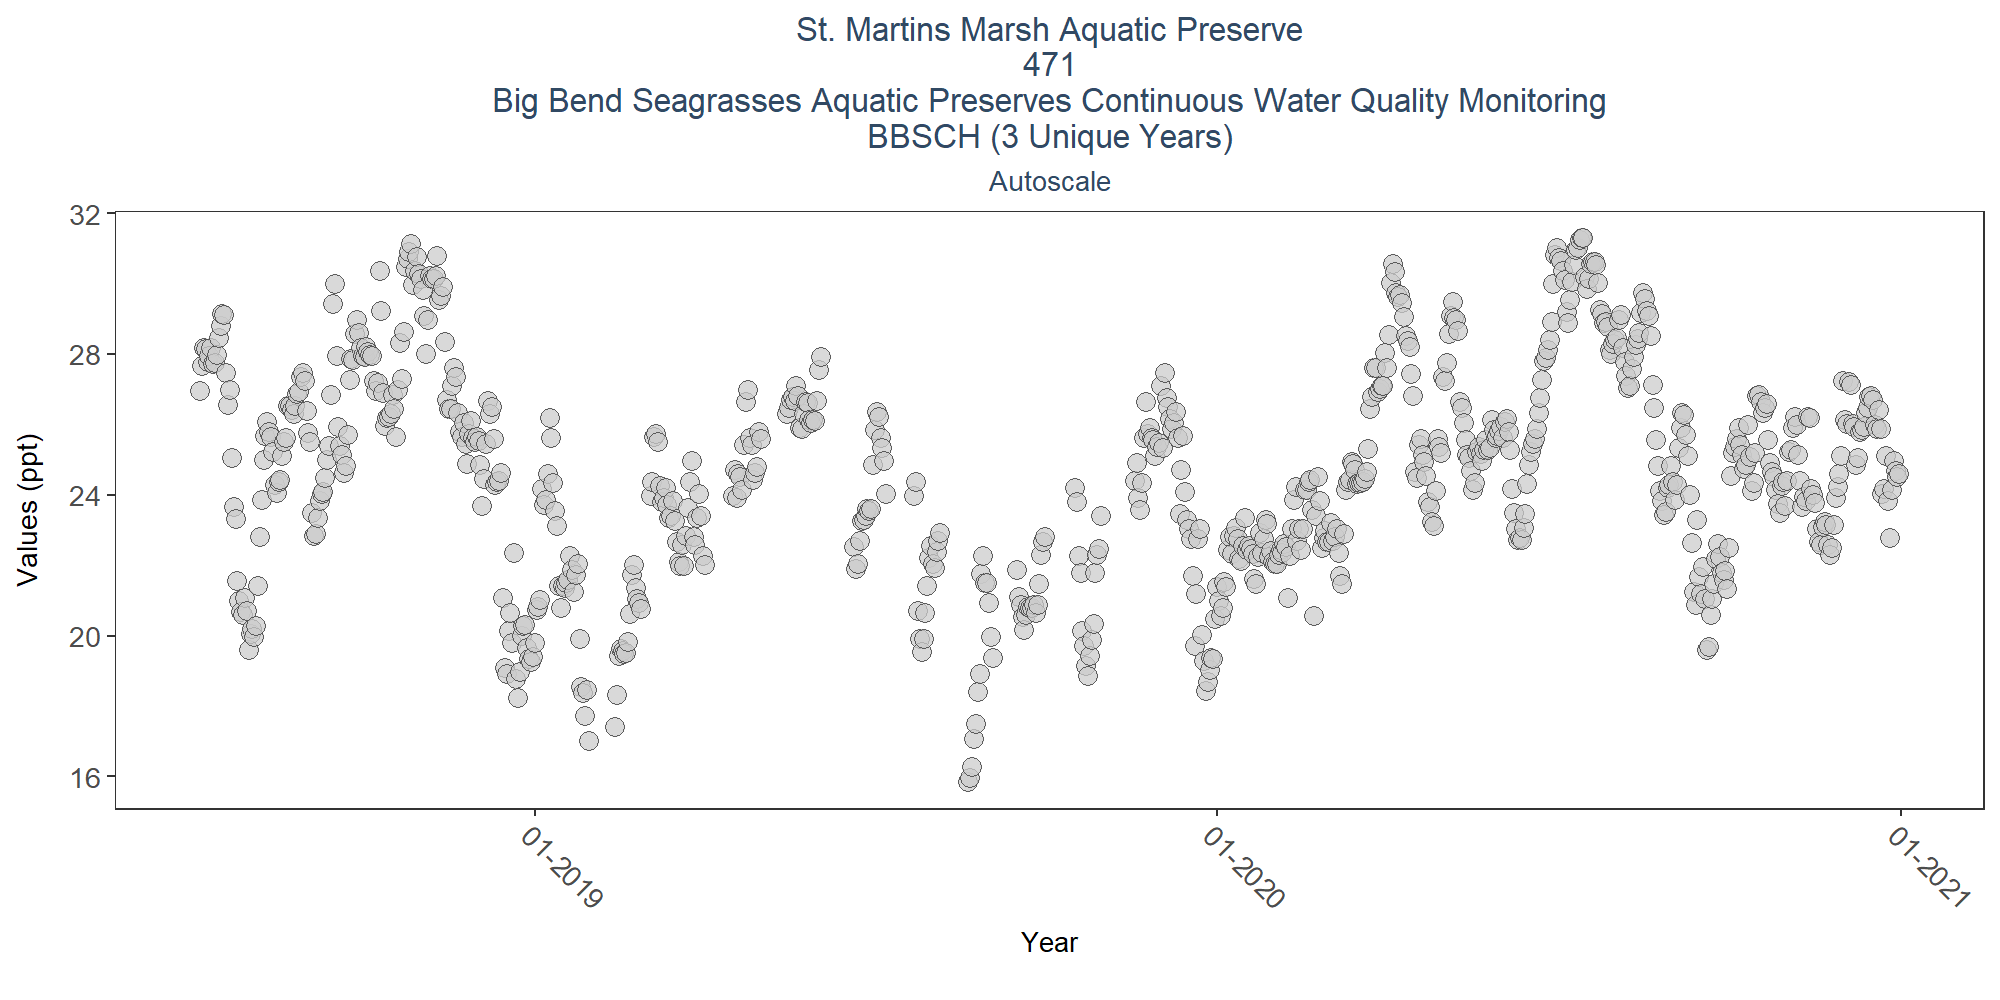 St. Martins Marsh Aquatic Preserve
471
Big Bend Seagrasses Aquatic Preserves Continuous Water Quality Monitoring
BBSCH (3 Unique Years)
Autoscale
Values (ppt)
32
28
24
20
16
01-2019
01-2020
01-2021
Year